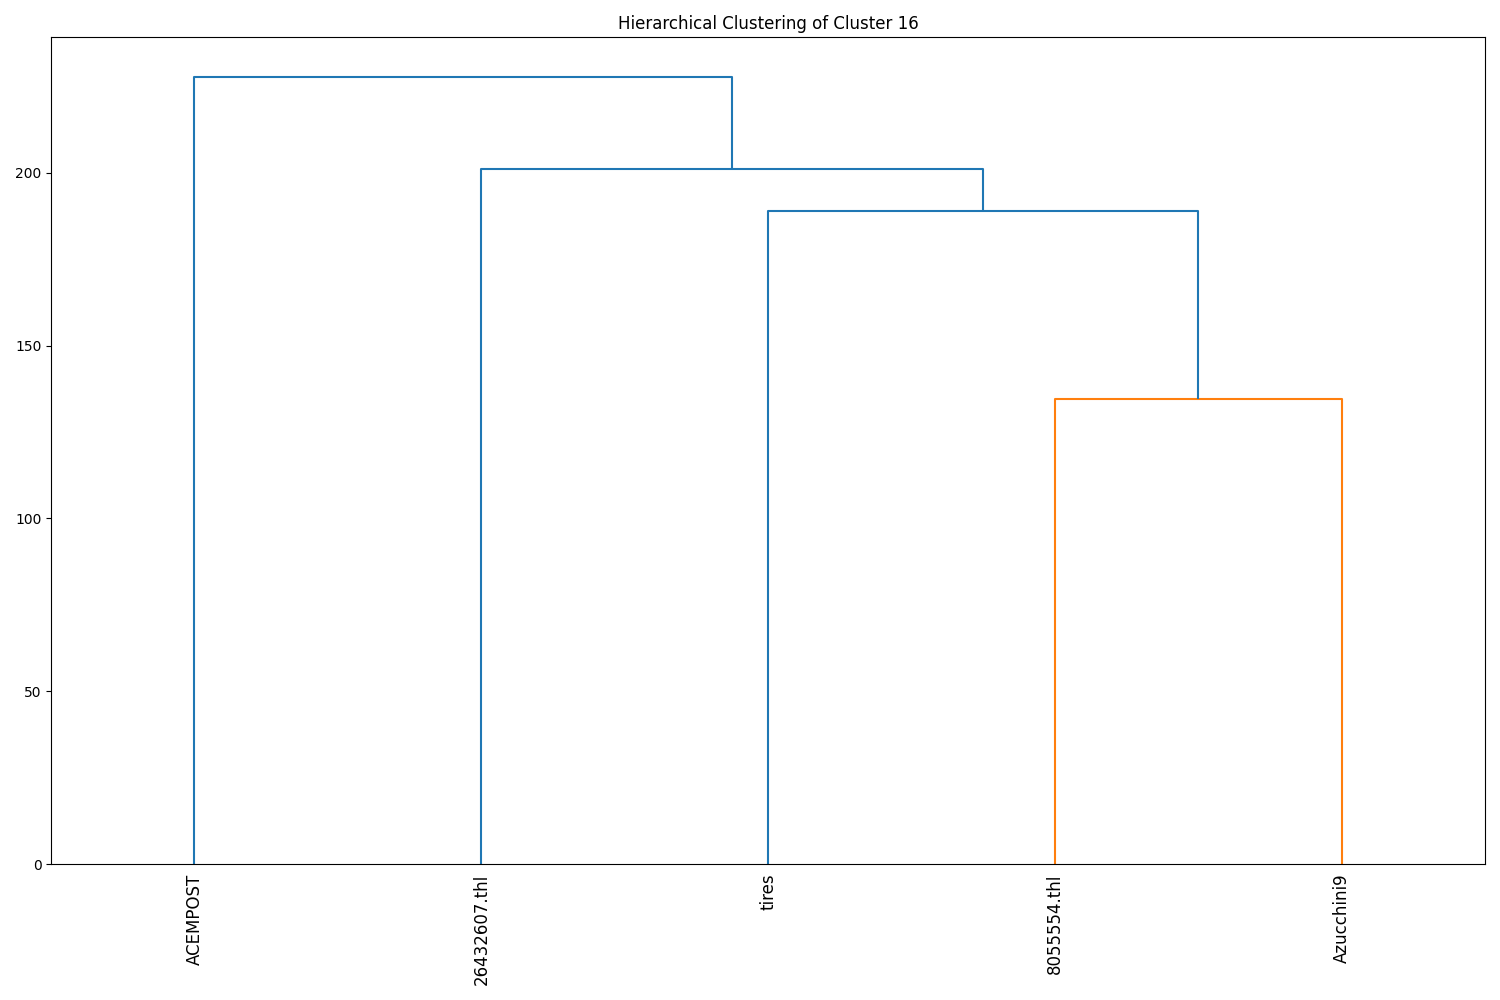 Hierarchical Clustering of Cluster 16
200
150
100
50
0
ACEMPOST
26432607.thl
tires
8055554.thl
Azucchini9